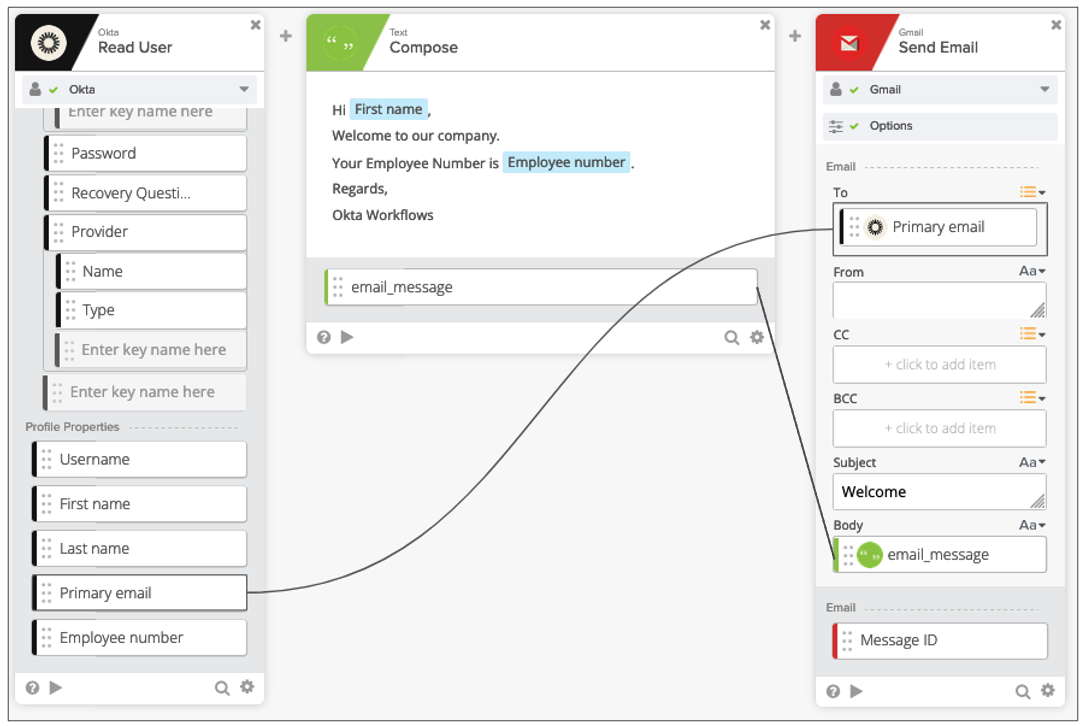 Okta
Read User
Okta
Enter key name here
Password
Recovery Questi...
Provider
Name
Type
Enter key name here
Enter key name here
Profile Properties
Username
First name
Last name
Primary email
Employee number
Text
Compose
Hi First name ,
Welcome to our company.
Your Employee Number is Employee number .
Regards,
Okta Workflows
email_message
Gmail
Send Email
Gmail
Options
Email
To
Primary email
From Aa
CC
+ click to add item
BCC
+ click to add item
Subject Aa
Welcome
Body Aa
email_message
Email
Message ID